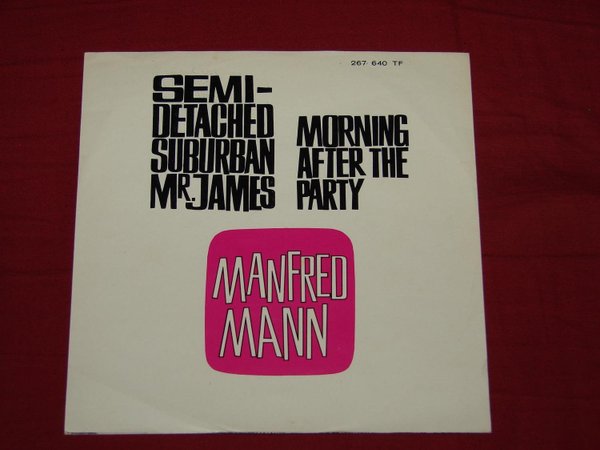 267 640 TF
SEMI-
DETACHED
SUBURBAN
MR. JAMES
MORNING
AFTER THE
PARTY
MANFRED
MANN